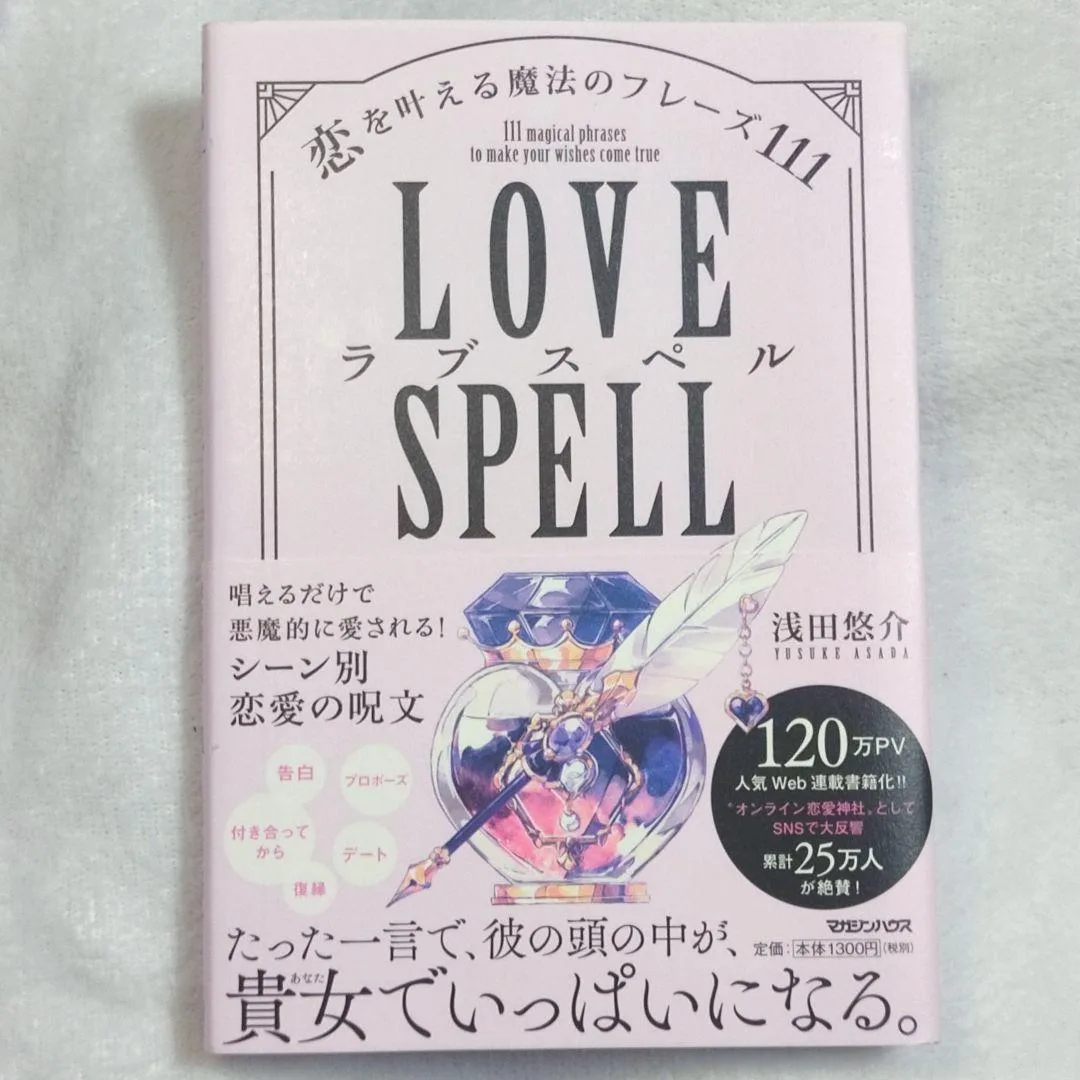 恋を叶える魔法のフレーズ111
111 magical phrases
to make your wishes come true
LOVE
ラブスペル
SPELL
唱えるだけで
悪魔的に愛される!
シーン別
恋愛の呪文
告白
プロポーズ
付き合って
から
デート
復縁
浅田悠介
YUSUKE ASADA
120万PV
人気Web連載書籍化!!
"オンライン恋愛神社"として
SNSで大反響
累計25万人
が絶賛!
マガジンハウス
定価:本体1300円(税別)
たった一言で、彼の頭の中が、
あなた
貴女でいっぱいになる。